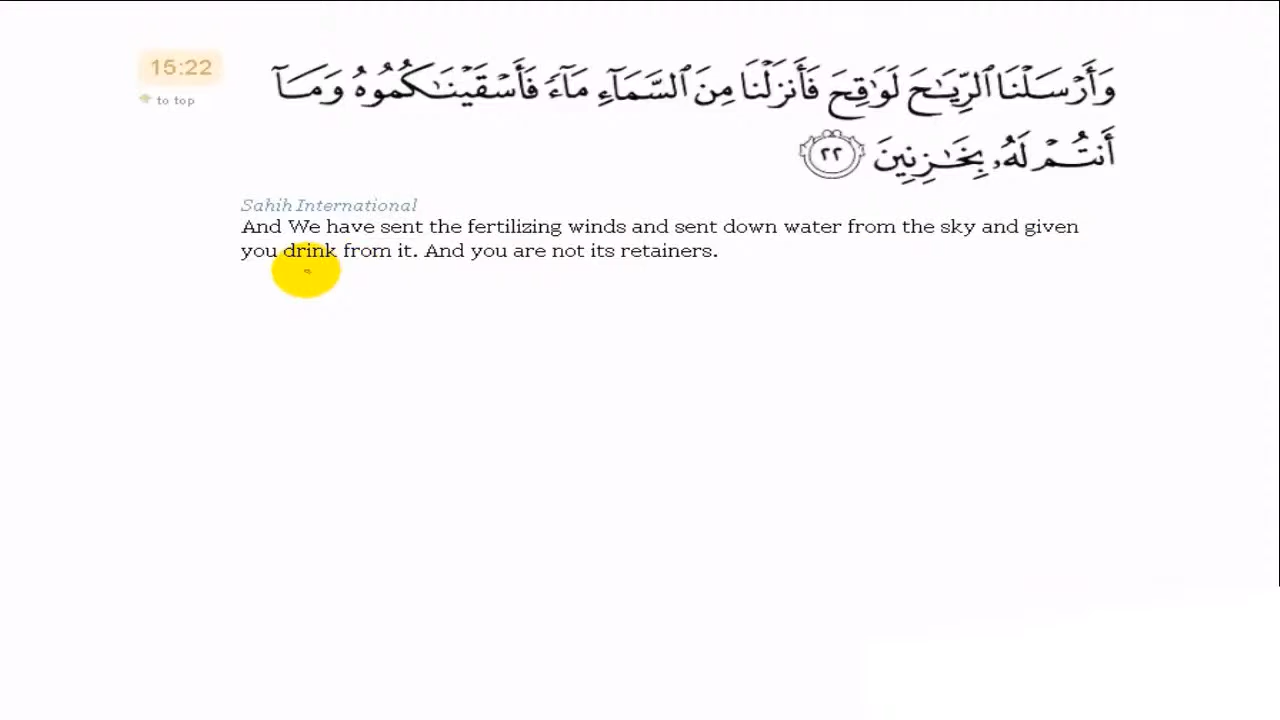 15:22
to top
وَأَرْسَلْنَا ٱلرِّيَٰحَ لَوَٰقِحَ فَأَنزَلْنَا مِنَ ٱلسَّمَآءِ مَآءً فَأَسْقَيْنَٰكُمُوهُ وَمَآ
أَنتُمْ لَهُۥ بِخَٰزِنِينَ ٢٢
Sahih International
And We have sent the fertilizing winds and sent down water from the sky and given
you drink from it. And you are not its retainers.